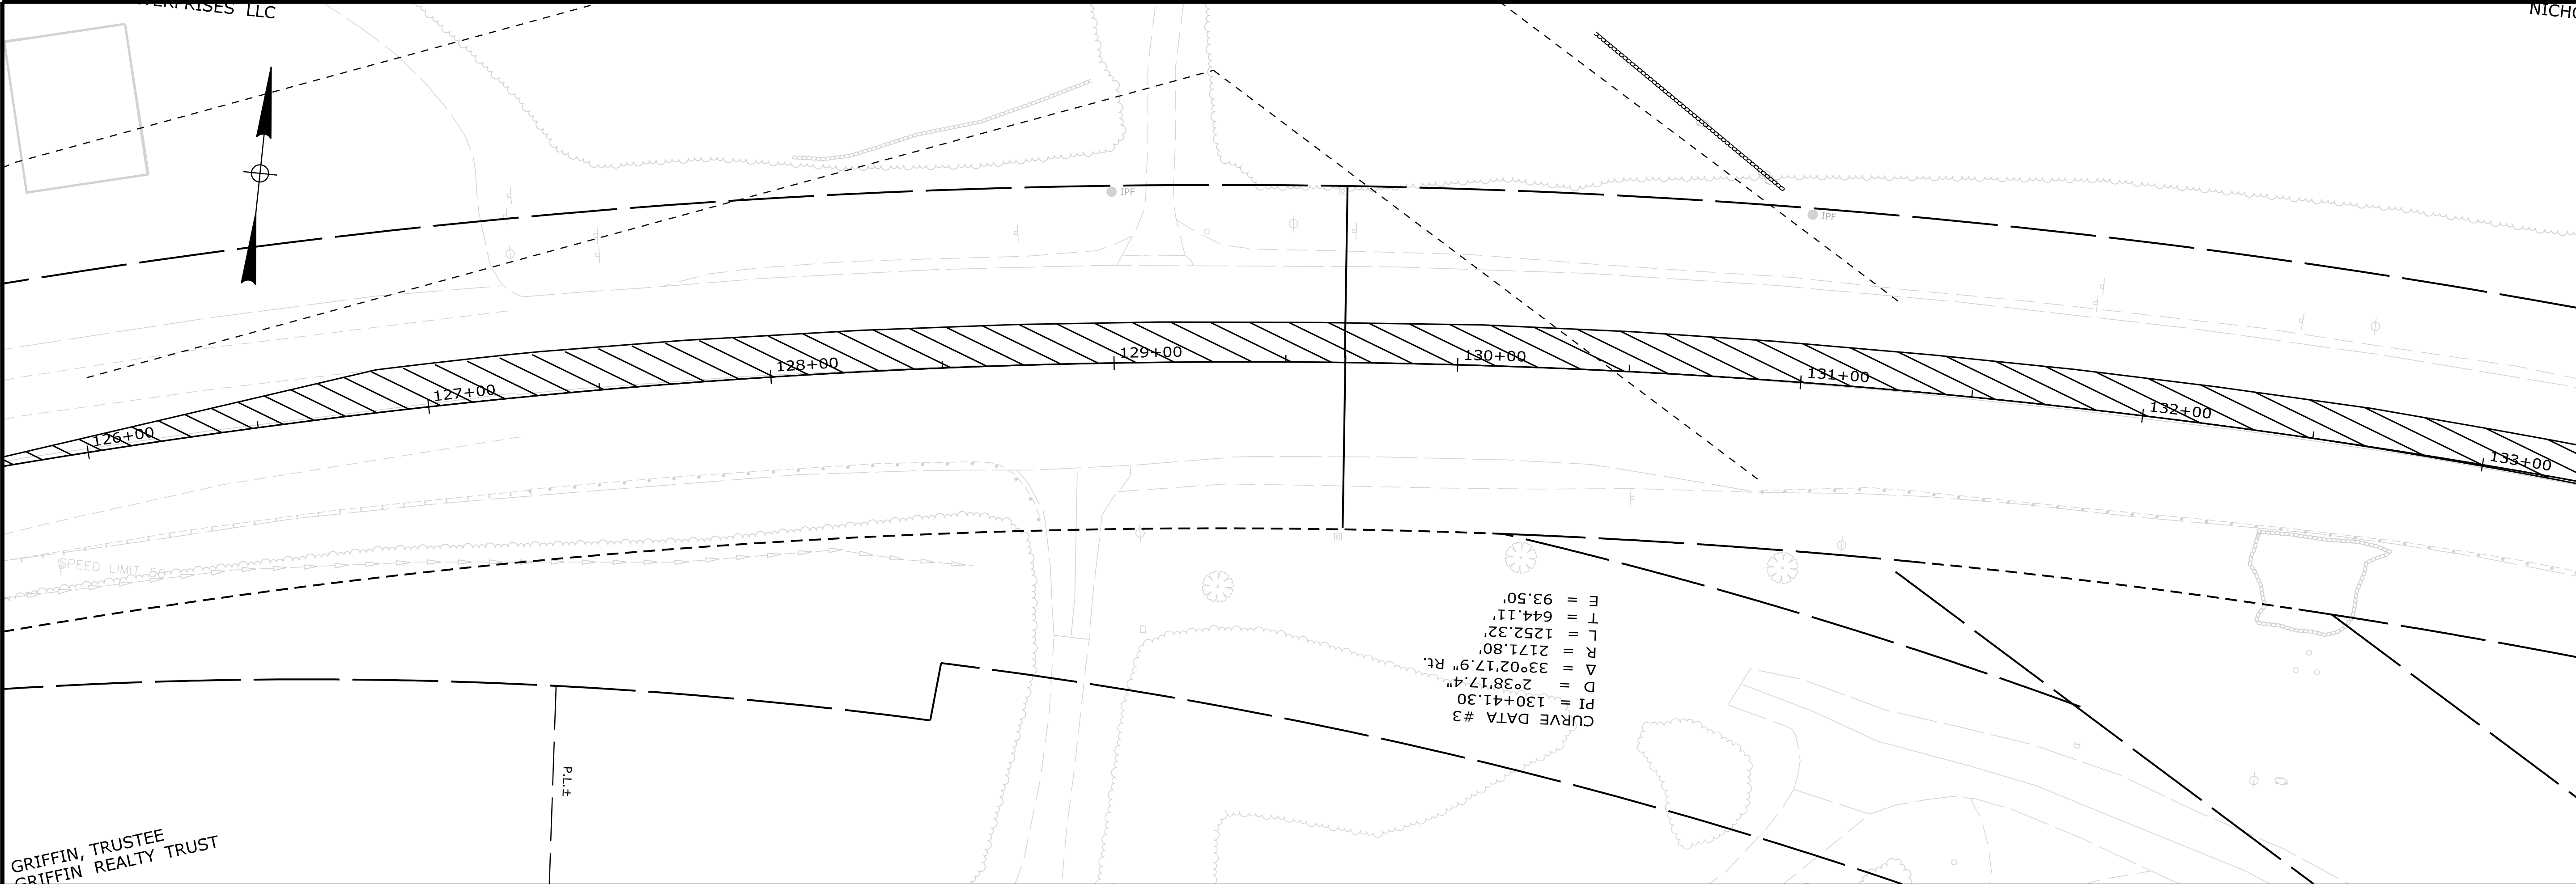 TERPRISES LLC
NICHO
IPF
IPF
126+00
127+00
128+00
129+00
130+00
131+00
132+00
133+00
SPEED LIMIT 50
CURVE DATA #3
PI = 130+41.30
D = 2°38'17.4"
Δ = 33°02'17.9" Rt.
R = 2171.80'
L = 1252.32'
T = 644.11'
E = 93.50'
P.L.±
GRIFFIN, TRUSTEE
GRIFFIN REALTY TRUST